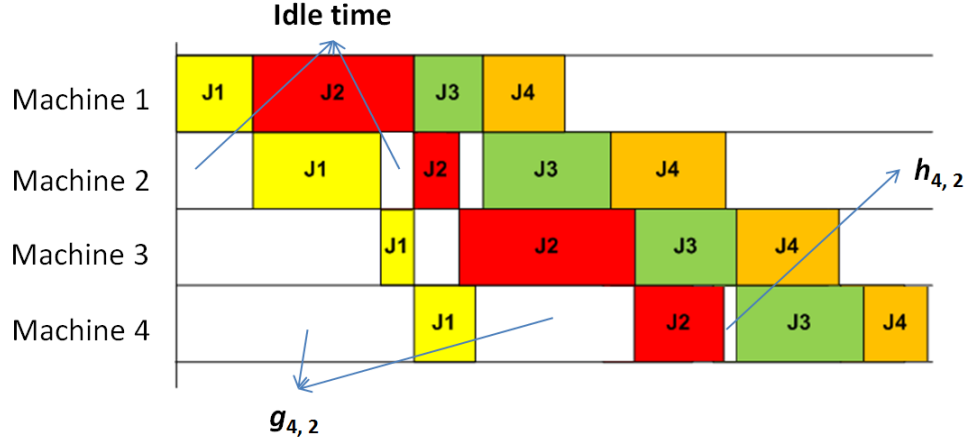 Idle time
Machine 1
J1 J2 J3 J4
Machine 2
J1 J2 J3 J4
h4, 2
Machine 3
J1 J2 J3 J4
Machine 4
J1 J2 J3 J4
g4, 2